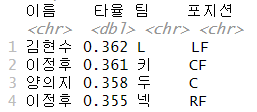 이름 타율 팀 포지션
<chr> <dbl> <chr> <chr>
1 김현수 0.362 L LF
2 이정후 0.361 키 CF
3 양의지 0.358 두 C
4 이정후 0.355 넥 RF